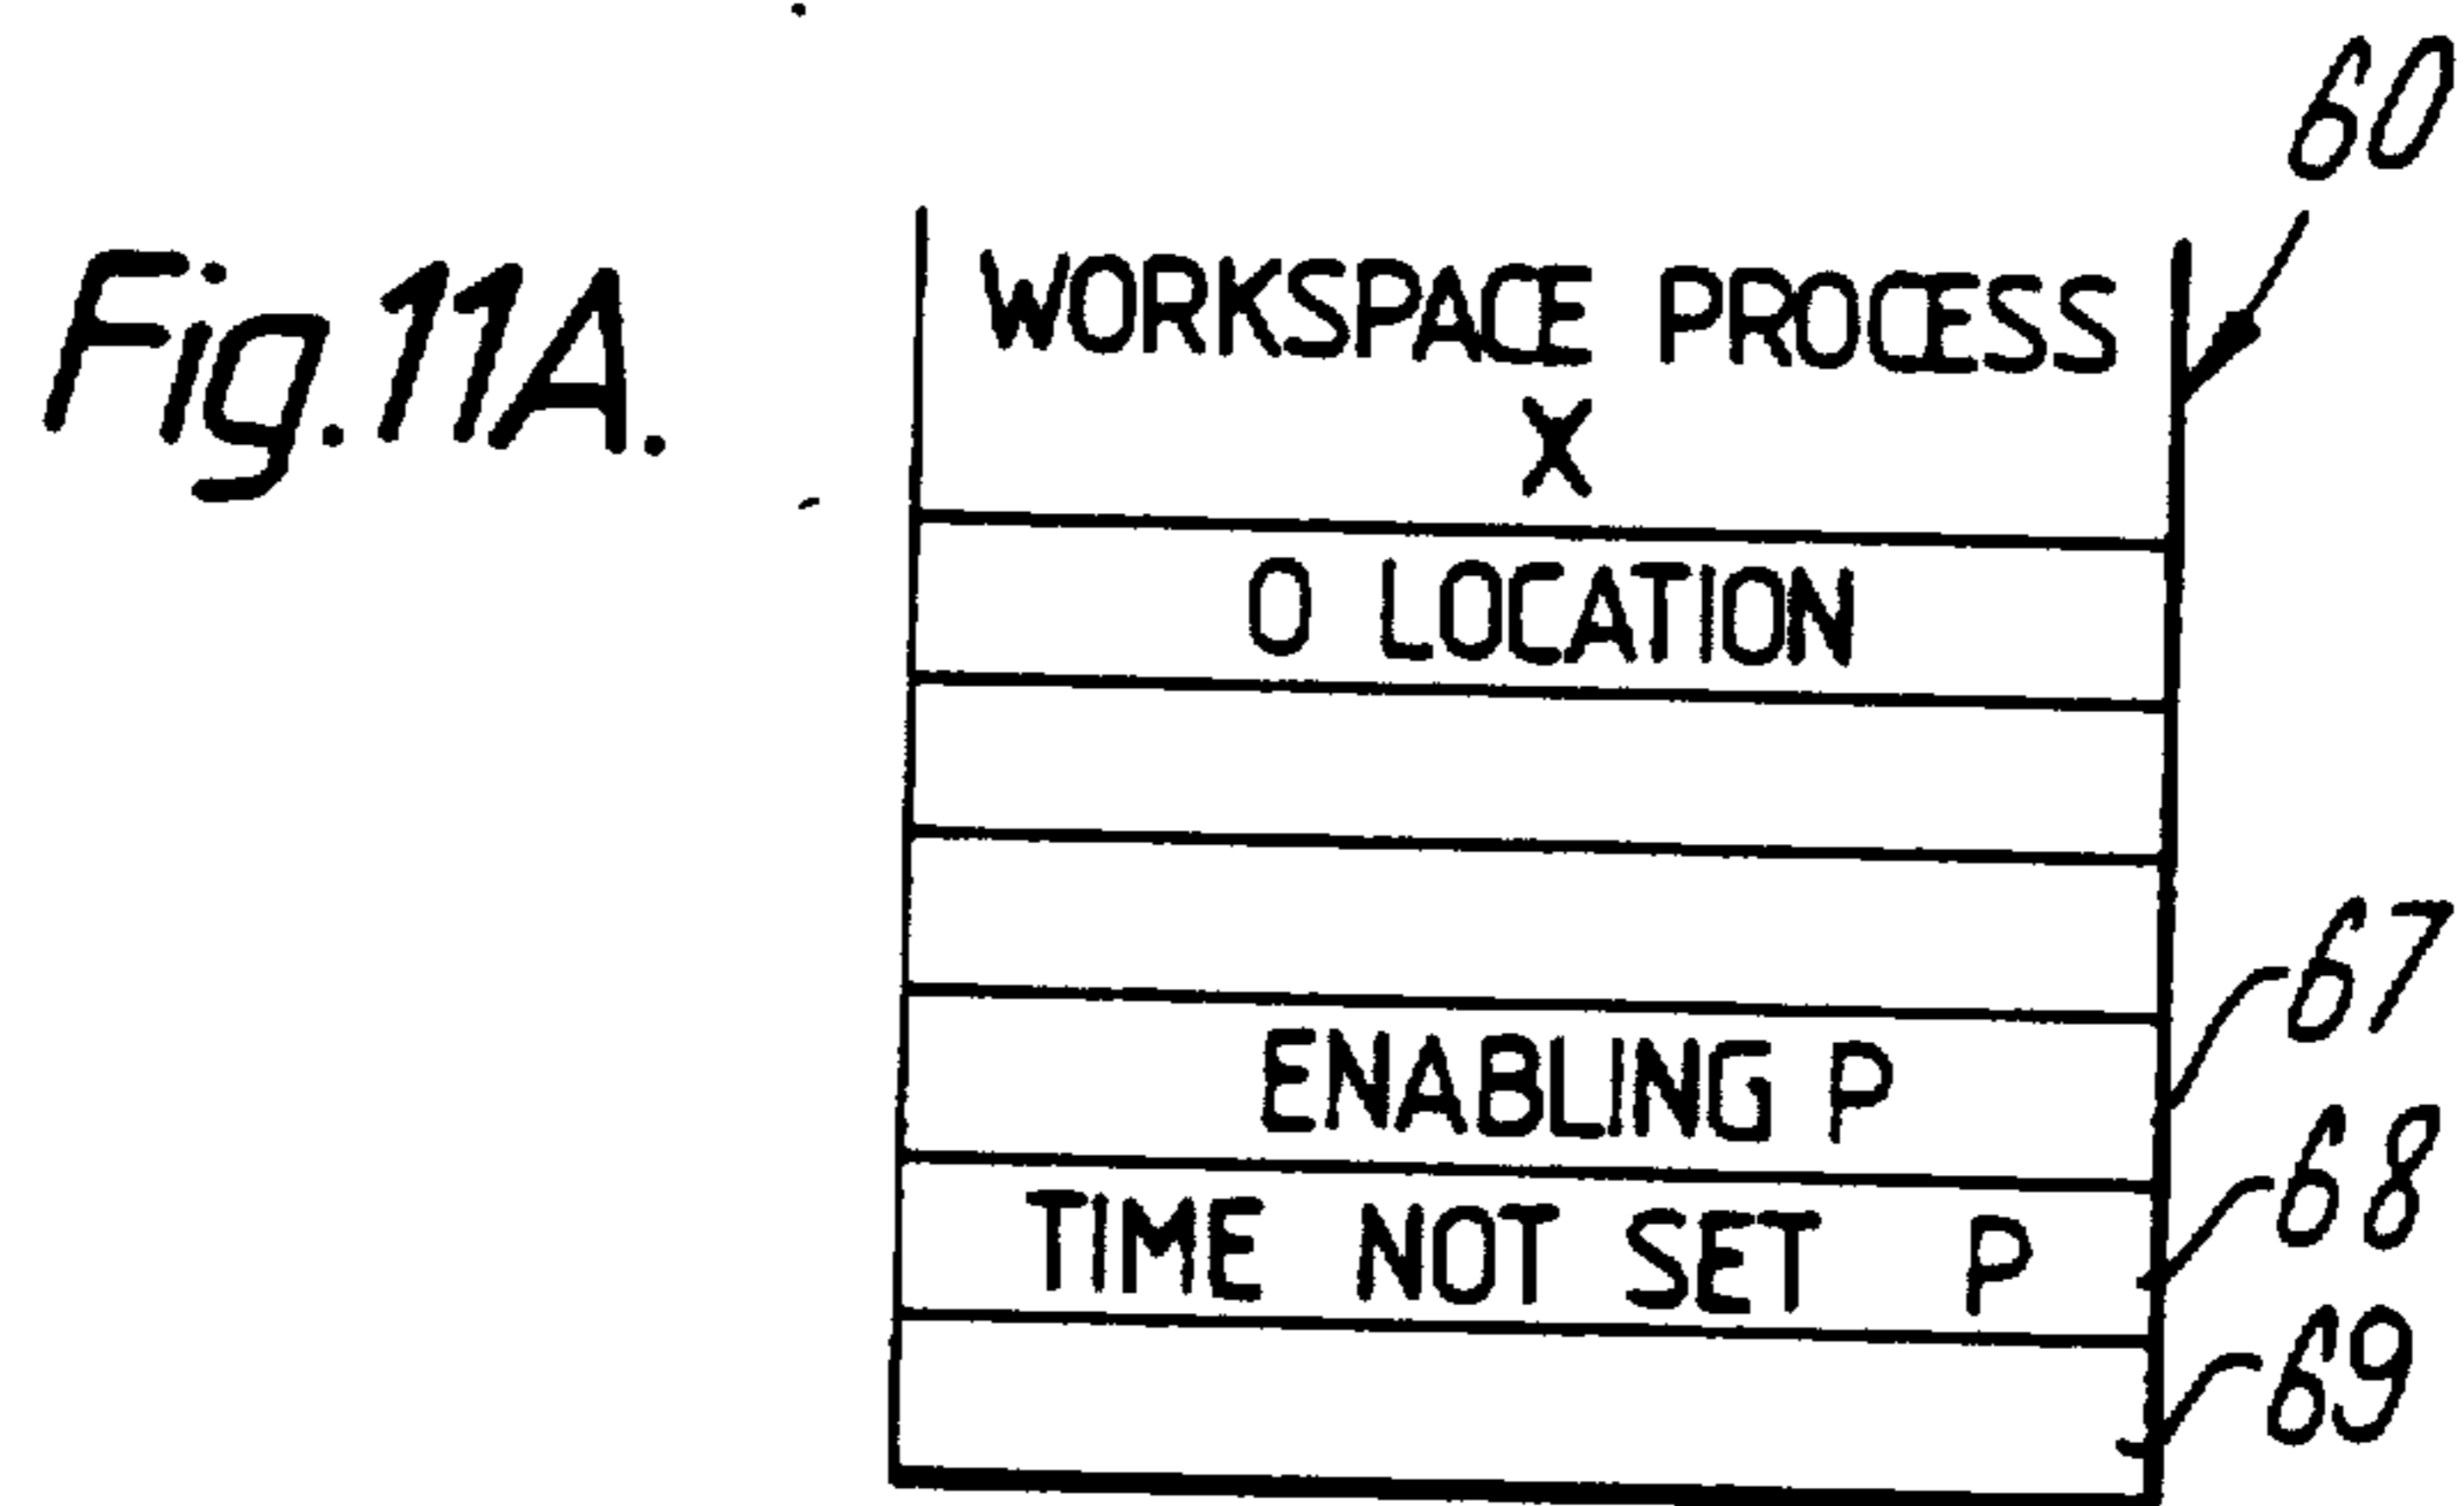 Fig.11A.
60
WORKSPACE PROCESS
X
0 LOCATION
67
ENABLING P
68
TIME NOT SET P
69